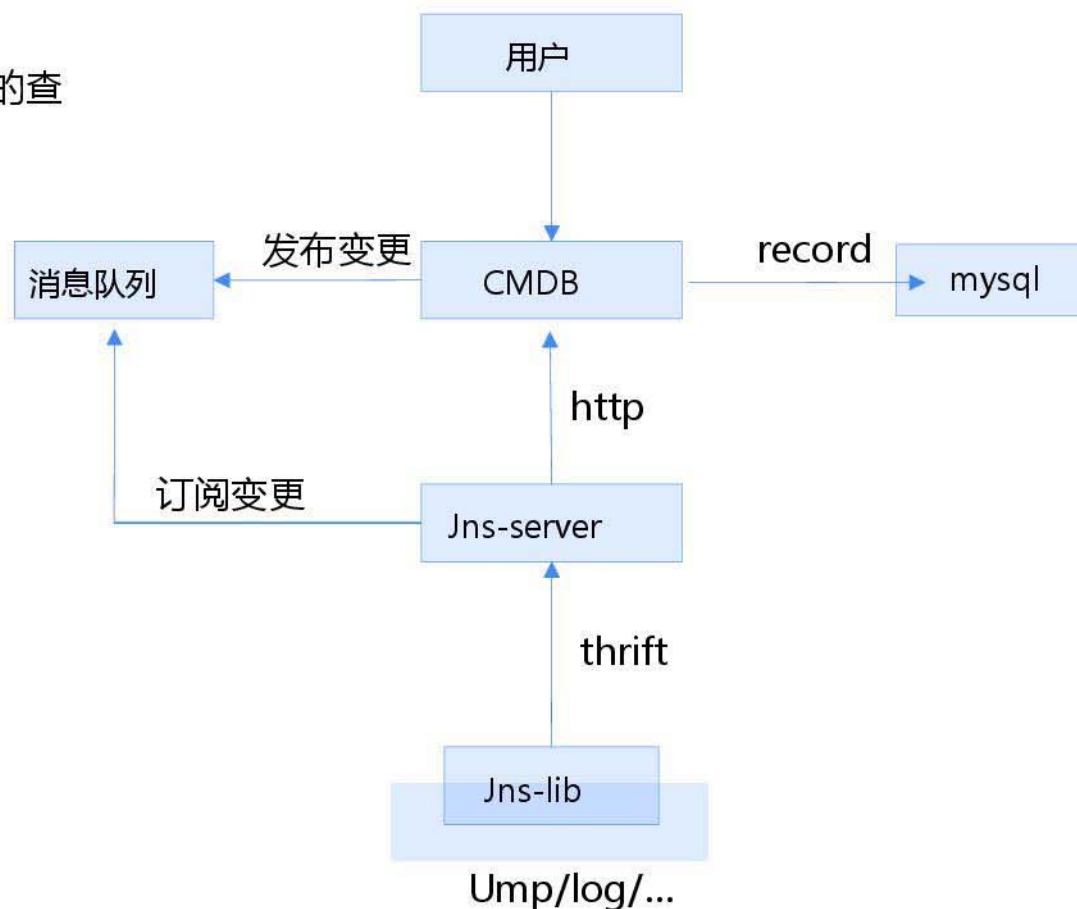 用户
的查
发布变更
record
消息队列
CMDB
mysql
http
订阅变更
Jns-server
thrift
Jns-lib
Ump/log/...